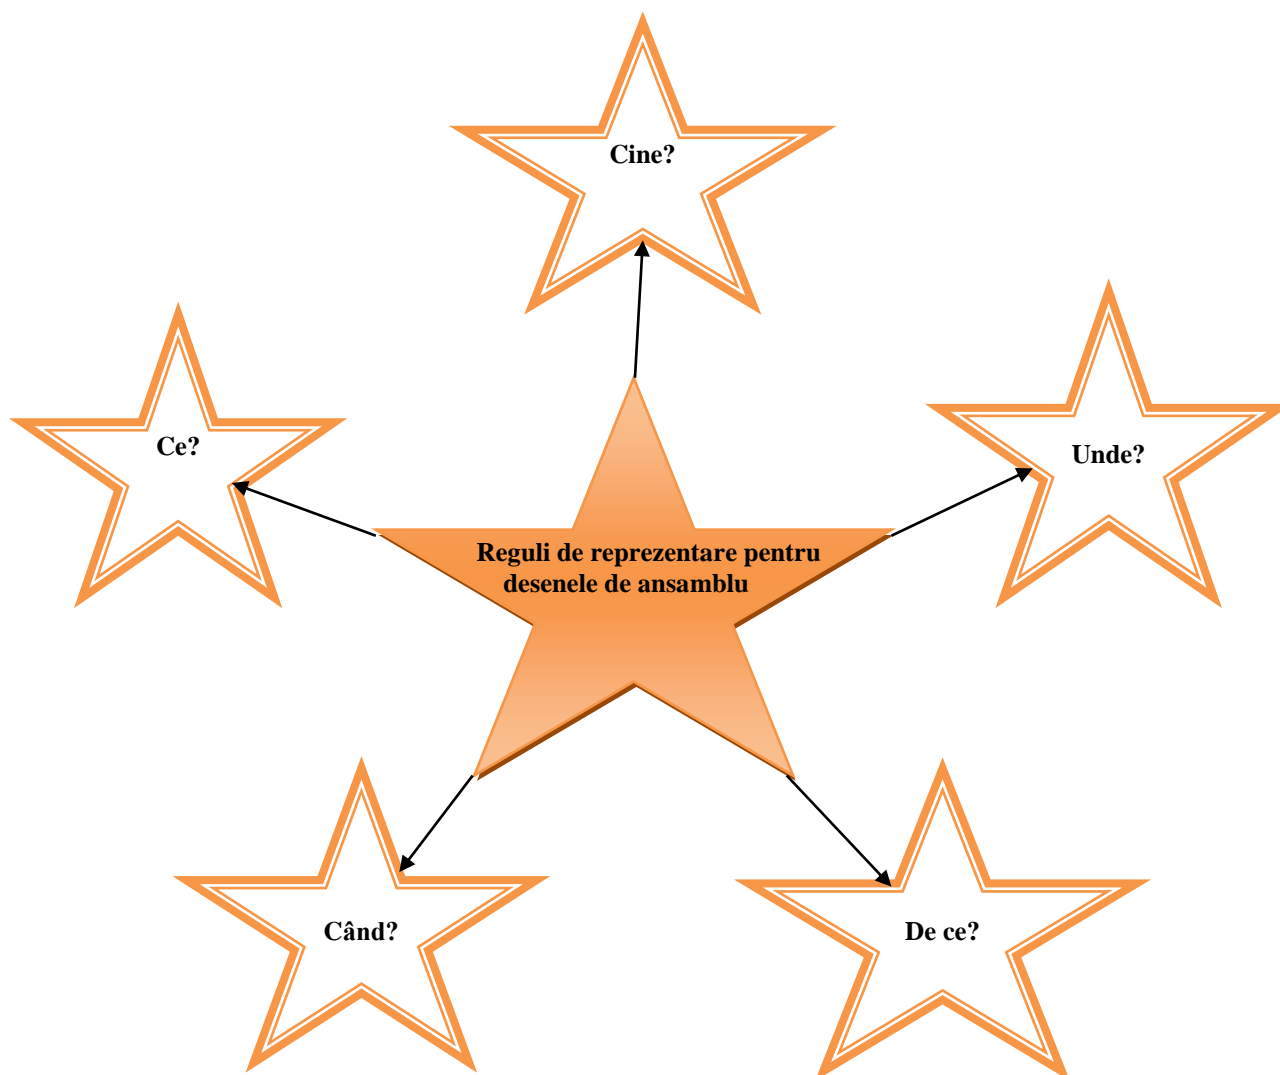 Cine?
Ce?
Unde?
Reguli de reprezentare pentru
desenele de ansamblu
Când?
De ce?